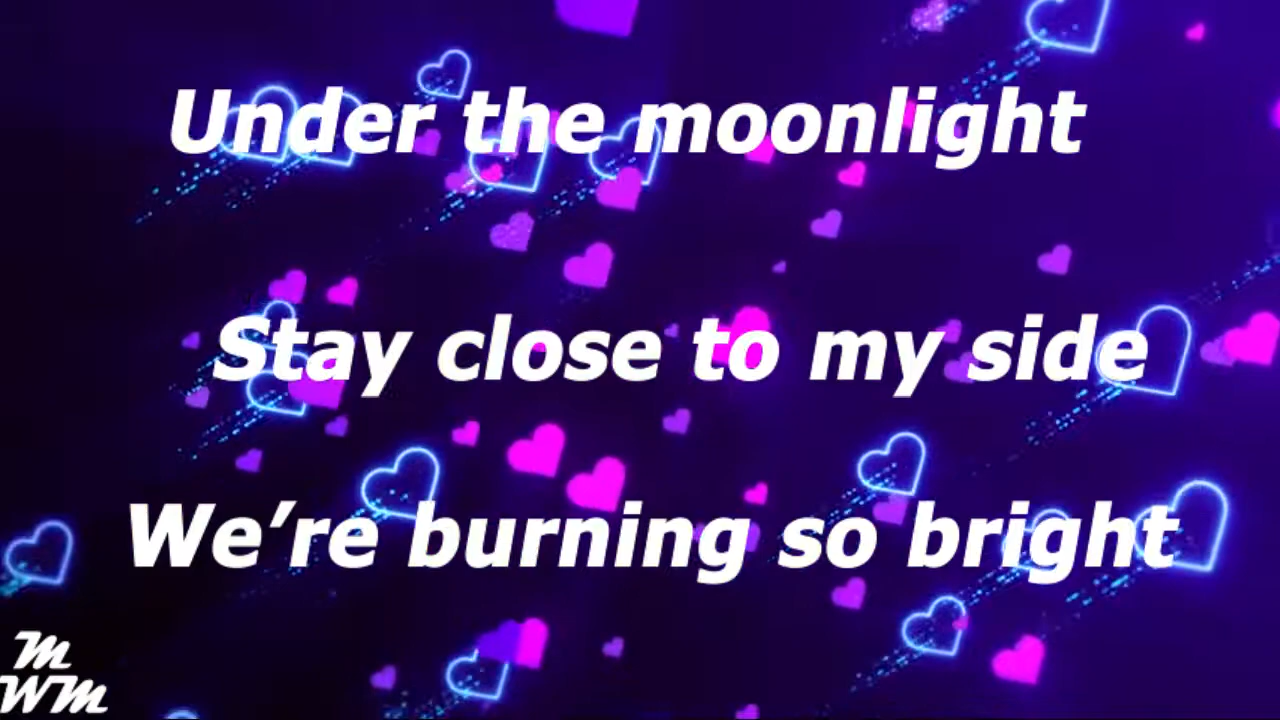 Under the moonlight
Stay close to my side
We’re burning so bright
M
WM